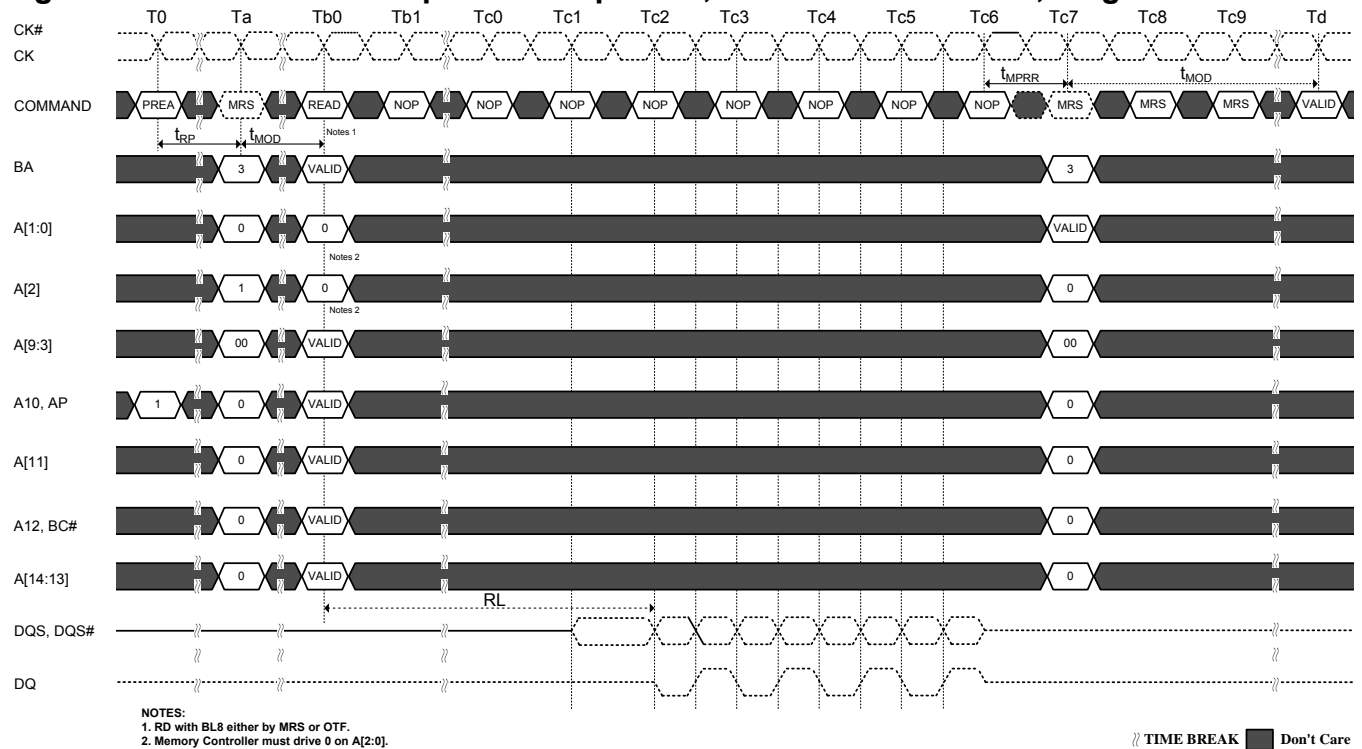 T0 Ta Tb0 Tb1 Tc0 Tc1 Tc2 Tc3 Tc4 Tc5 Tc6 Tc7 Tc8 Tc9 Td
CK#
CK
tMPRR tMOD
COMMAND PREA MRS READ NOP NOP NOP NOP NOP NOP NOP NOP MRS MRS MRS VALID
tRP tMOD Notes 1
BA 3 VALID 3
A[1:0] 0 0 VALID
Notes 2
A[2] 1 0 0
Notes 2
A[9:3] 00 VALID 00
A10, AP 1 0 VALID 0
A[11] 0 VALID 0
A12, BC# 0 VALID 0
A[14:13] 0 VALID 0
RL
DQS, DQS#
DQ
NOTES:
1. RD with BL8 either by MRS or OTF.
2. Memory Controller must drive 0 on A[2:0].
TIME BREAK Don't Care